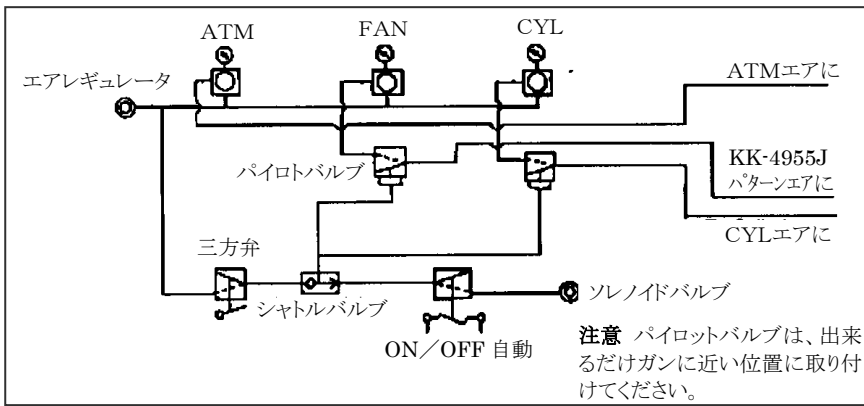 ATM
FAN
CYL
エアレギュレータ
ATMエアに
パイロトバルブ
KK-4955J
パターンエアに
CYLエアに
三方弁
シャトルバルブ
ソレノイドバルブ
ON／OFF 自動
注意 パイロットバルブは、出来
るだけガンに近い位置に取り付
けてください。